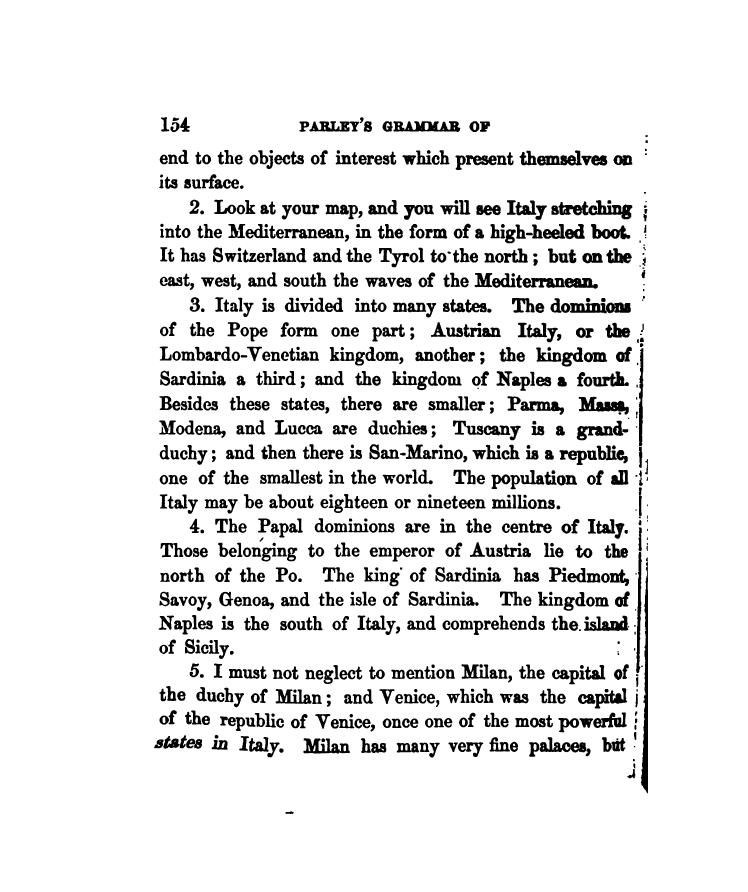 154 PARLEY'S GRAMMAR OF
end to the objects of interest which present themselves on
its surface.
2. Look at your map, and you will see Italy stretching
into the Mediterranean, in the form of a high-heeled boot.
It has Switzerland and the Tyrol to the north; but on the
east, west, and south the waves of the Mediterranean.
3. Italy is divided into many states. The dominions
of the Pope form one part; Austrian Italy, or the
Lombardo-Venetian kingdom, another; the kingdom of
Sardinia a third; and the kingdom of Naples a fourth.
Besides these states, there are smaller; Parma, Massa,
Modena, and Lucca are duchies; Tuscany is a grand-
duchy; and then there is San-Marino, which is a republic,
one of the smallest in the world. The population of all
Italy may be about eighteen or nineteen millions.
4. The Papal dominions are in the centre of Italy.
Those belonging to the emperor of Austria lie to the
north of the Po. The king of Sardinia has Piedmont,
Savoy, Genoa, and the isle of Sardinia. The kingdom of
Naples is the south of Italy, and comprehends the island
of Sicily.
5. I must not neglect to mention Milan, the capital of
the duchy of Milan; and Venice, which was the capital
of the republic of Venice, once one of the most powerful
states in Italy. Milan has many very fine palaces, but